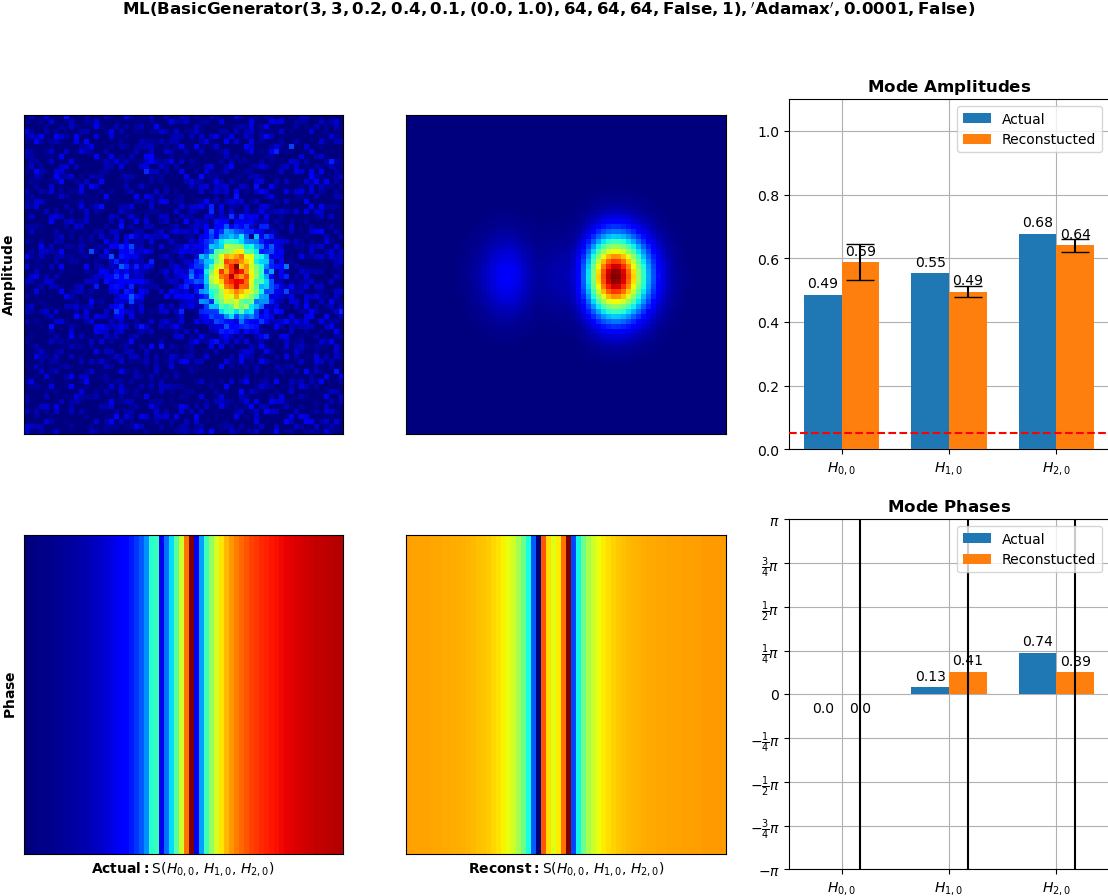 ML(BasicGenerator(3, 3, 0.2, 0.4, 0.1, (0.0, 1.0), 64, 64, 64, False, 1), ′Adamax′, 0.0001, False)
Amplitude
Mode Amplitudes
Actual
Reconstucted
1.0
0.8
0.6
0.4
0.2
0.0
0.49
0.59
0.55
0.49
0.68
0.64
H0,0
H1,0
H2,0
Phase
Actual: S(H0,0, H1,0, H2,0)
Reconst: S(H0,0, H1,0, H2,0)
Mode Phases
Actual
Reconstucted
π
3/4π
1/2π
1/4π
0
−1/4π
−1/2π
−3/4π
−π
0.0
0.0
0.13
0.41
0.74
0.39
H0,0
H1,0
H2,0